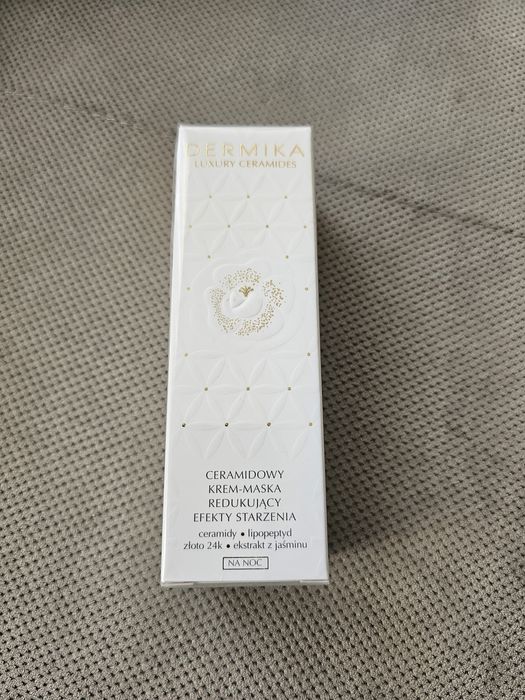 DERMIKA
LUXURY CERAMIDES
CERAMIDOWY
KREM-MASKA
REDUKUJĄCY
EFEKTY STARZENIA
ceramidy • lipopeptyd
złoto 24k • ekstrakt z jaśminu
NA NOC